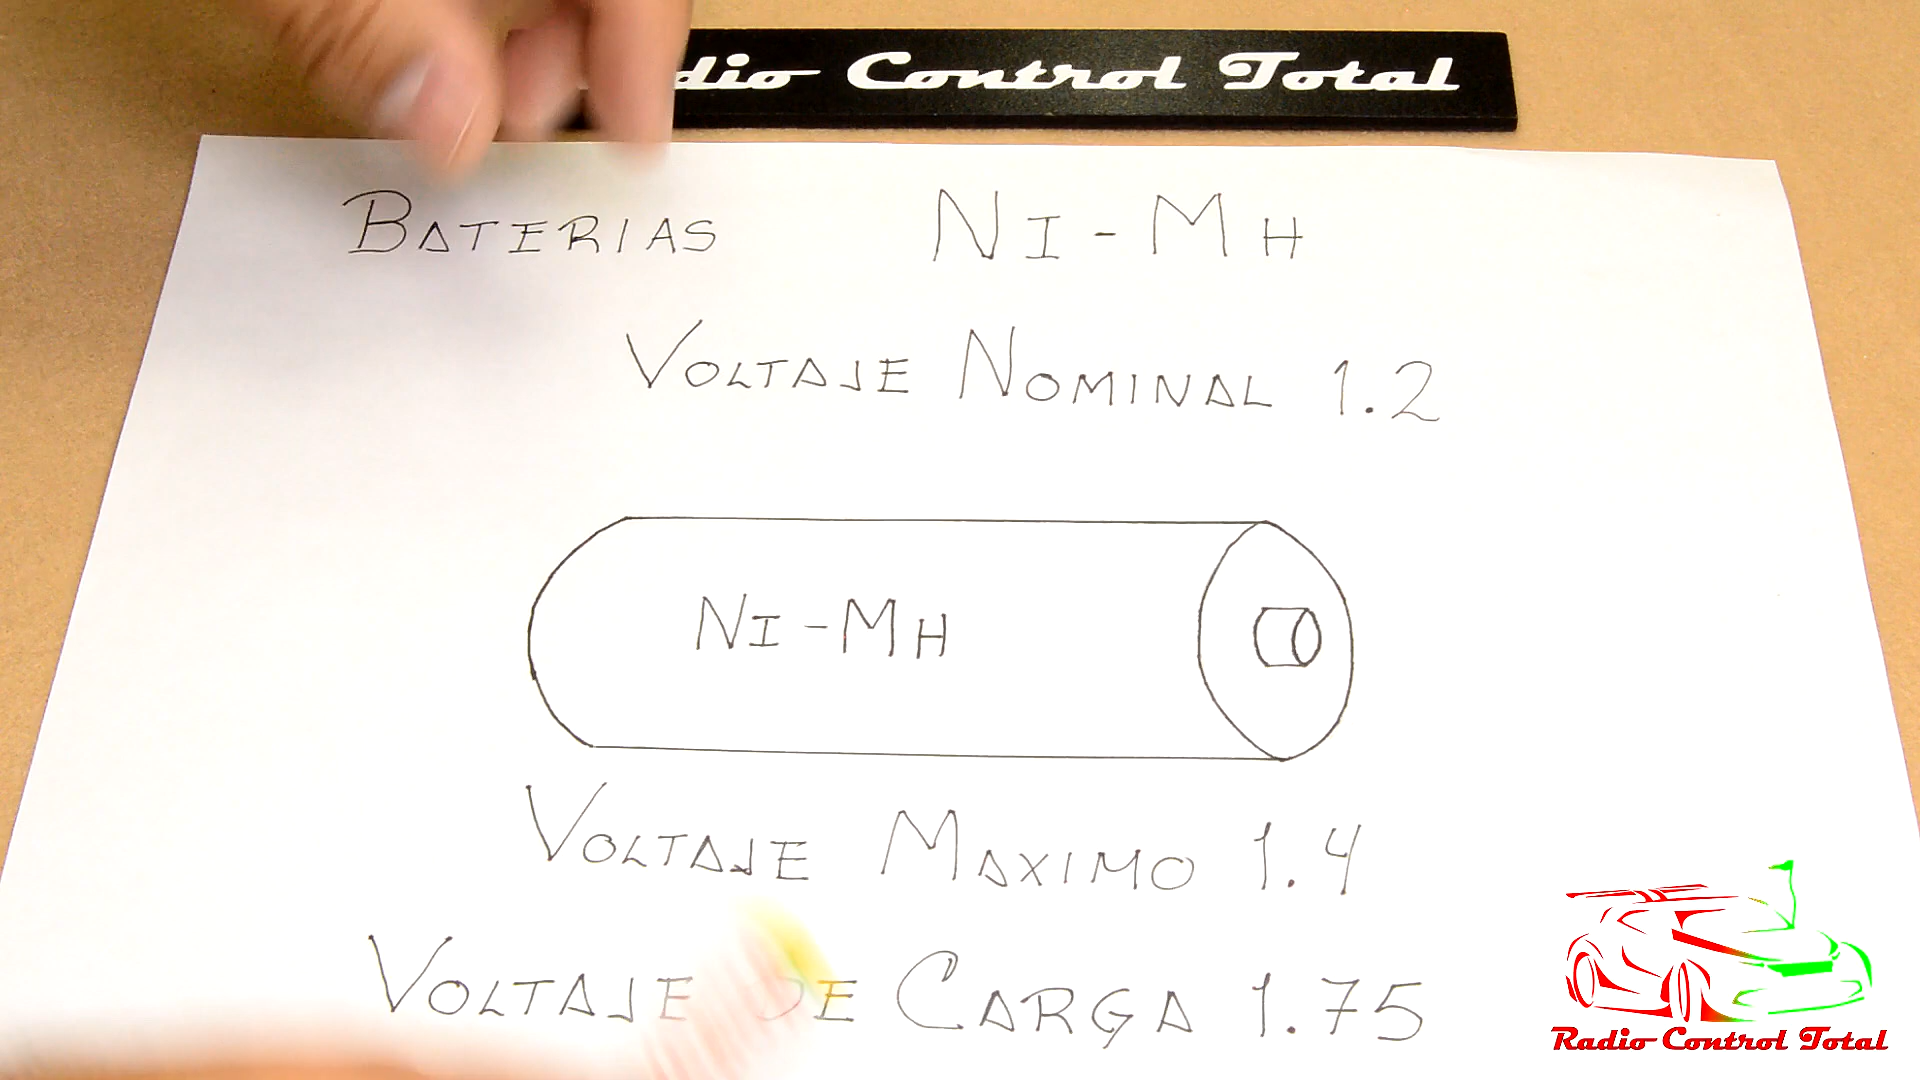 dio Control Total
BATERIAS NI-MH
VOLTAJE NOMINAL 1.2
NI-MH
VOLTAJE MAXIMO 1.4
VOLTAJE DE CARGA 1.75
Radio Control Total